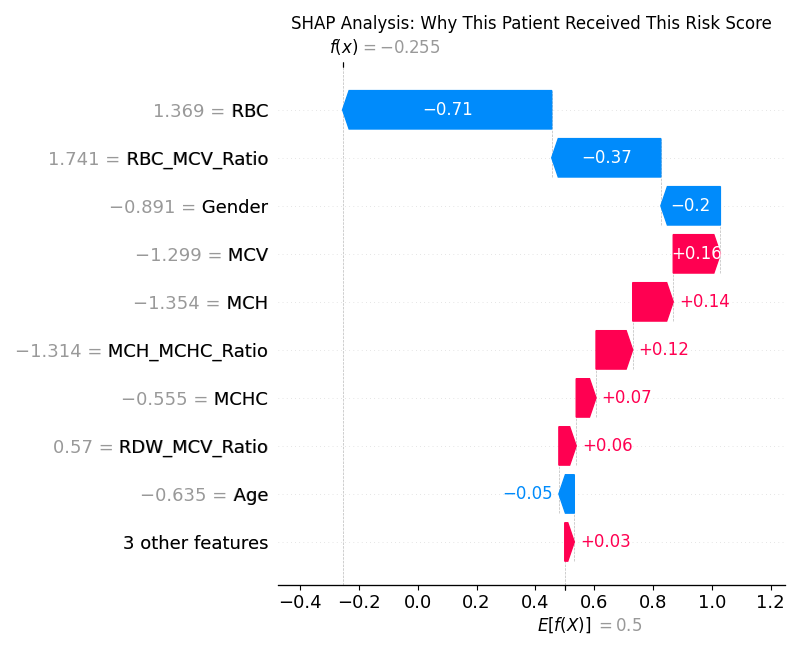 SHAP Analysis: Why This Patient Received This Risk Score
f(x) = −0.255
1.369 = RBC
−0.71
1.741 = RBC_MCV_Ratio
−0.37
−0.891 = Gender
−0.2
−1.299 = MCV
+0.16
−1.354 = MCH
+0.14
−1.314 = MCH_MCHC_Ratio
+0.12
−0.555 = MCHC
+0.07
0.57 = RDW_MCV_Ratio
+0.06
−0.635 = Age
−0.05
3 other features
+0.03
−0.4 −0.2 0.0 0.2 0.4 0.6 0.8 1.0 1.2
E[f(X)] = 0.5